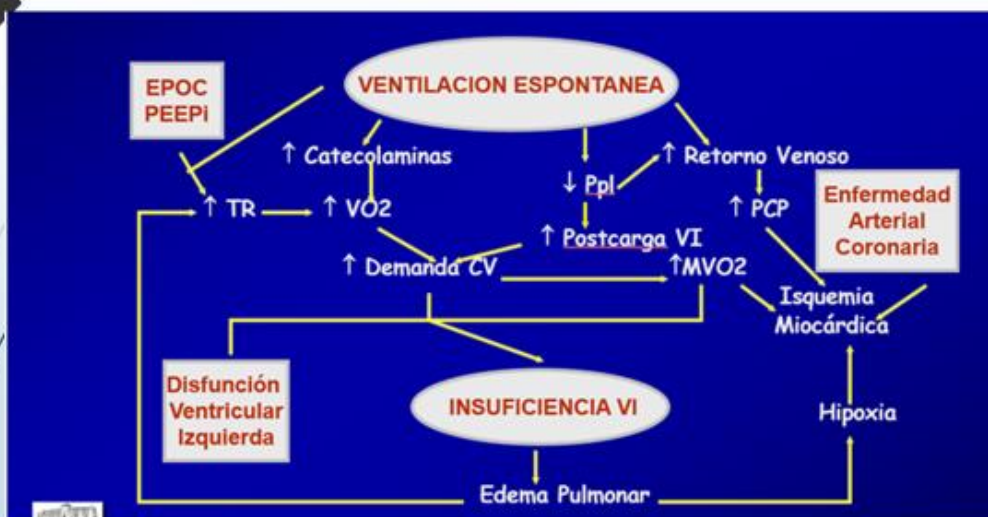 VENTILACION ESPONTANEA
EPOC
PEEPi
↑ Catecolaminas
↑ Retorno Venoso
↓ Ppl
↑ TR
↑ VO2
↑ PCP
Enfermedad
Arterial
Coronaria
↑ Postcarga VI
↑ Demanda CV
↑MVO2
Isquemia
Miocárdica
Disfunción
Ventricular
Izquierda
INSUFICIENCIA VI
Hipoxia
Edema Pulmonar